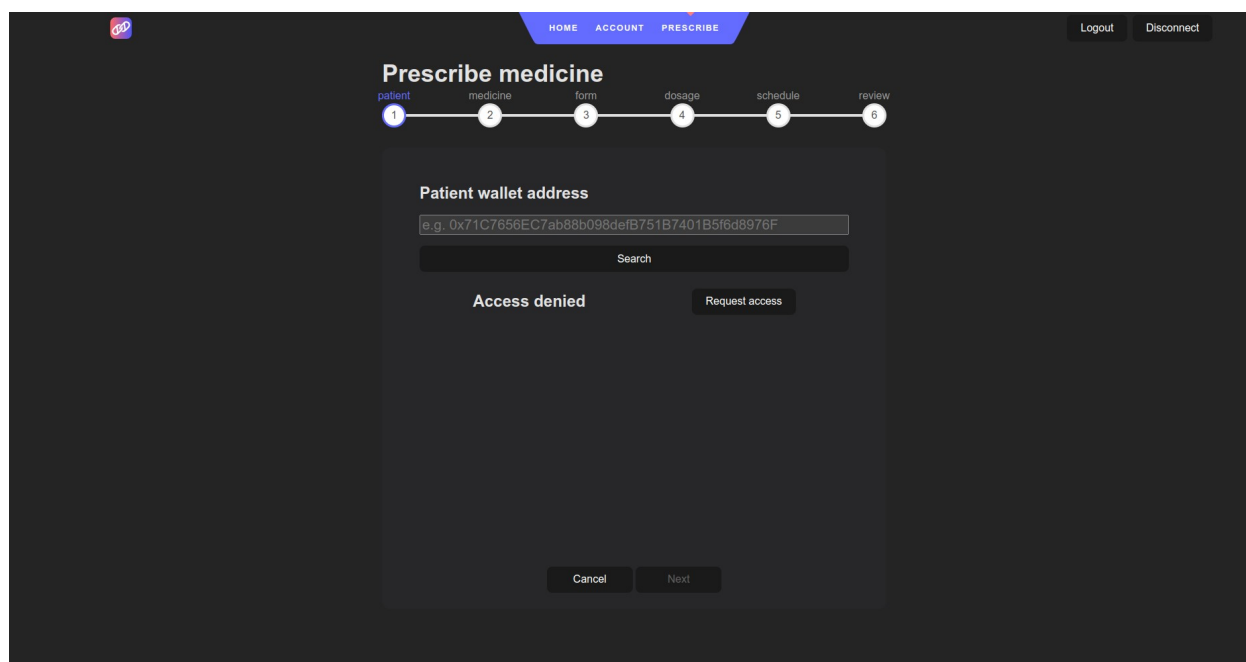 HOME ACCOUNT PRESCRIBE
Logout Disconnect
Prescribe medicine
patient medicine form dosage schedule review
1 2 3 4 5 6
Patient wallet address
e.g. 0x71C7656EC7ab88b098defB751B7401B5f6d8976F
Search
Access denied Request access
Cancel Next